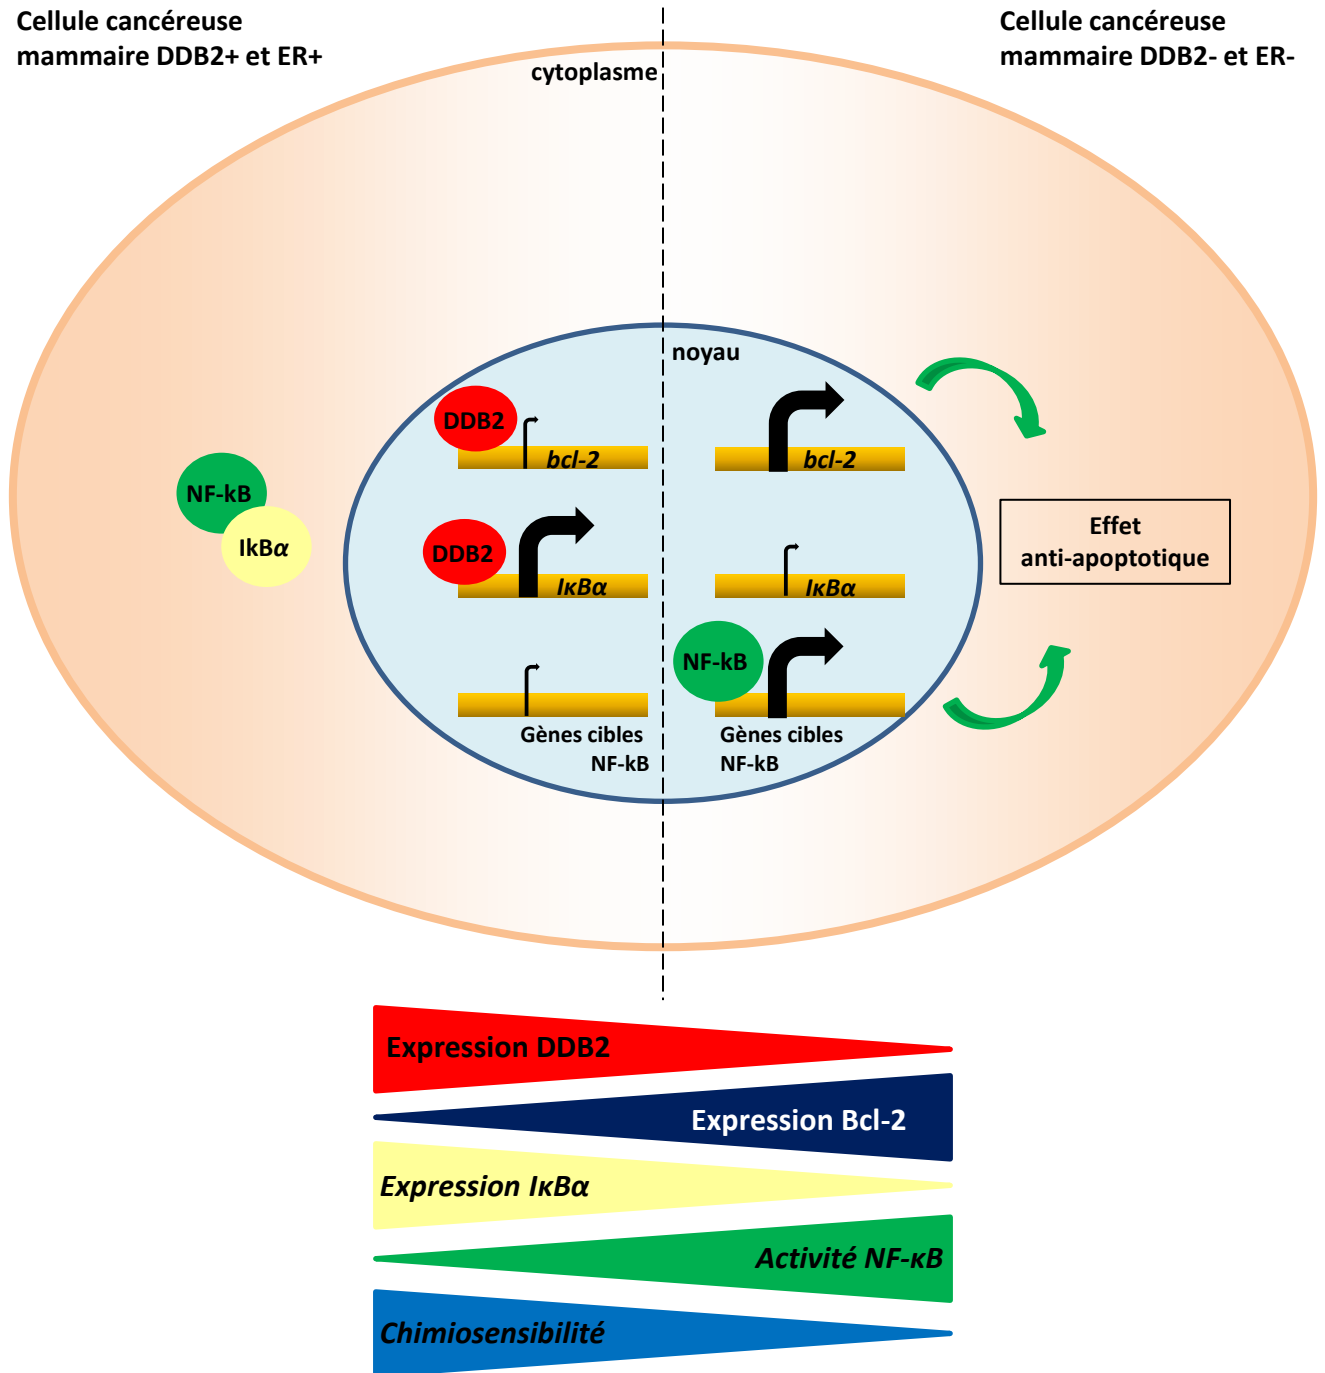 Cellule cancéreuse
mammaire DDB2+ et ER+
Cellule cancéreuse
mammaire DDB2- et ER-
cytoplasme
noyau
DDB2
bcl-2
bcl-2
NF-kB
IkBα
DDB2
IκBα
IκBα
Effet
anti-apoptotique
NF-kB
Gènes cibles
NF-kB
Gènes cibles
NF-kB
Expression DDB2
Expression Bcl-2
Expression IκBα
Activité NF-κB
Chimiosensibilité